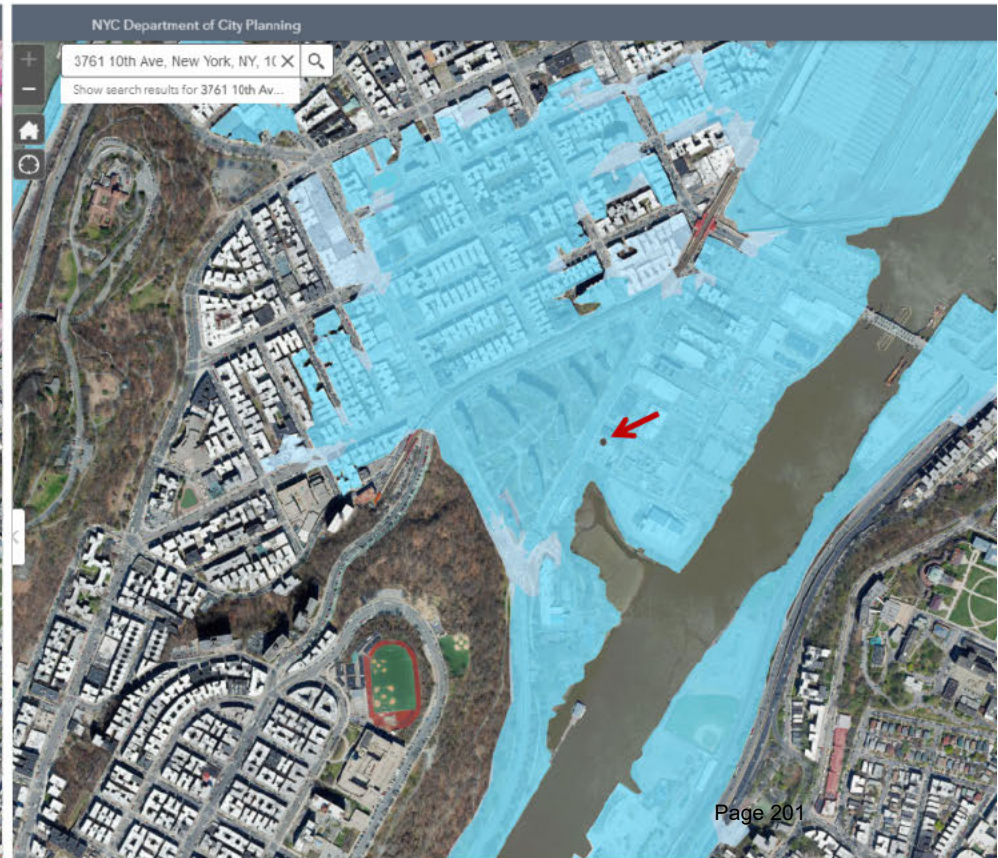 NYC Department of City Planning
3761 10th Ave, New York, NY, 10
Show search results for 3761 10th Av...
Page 201